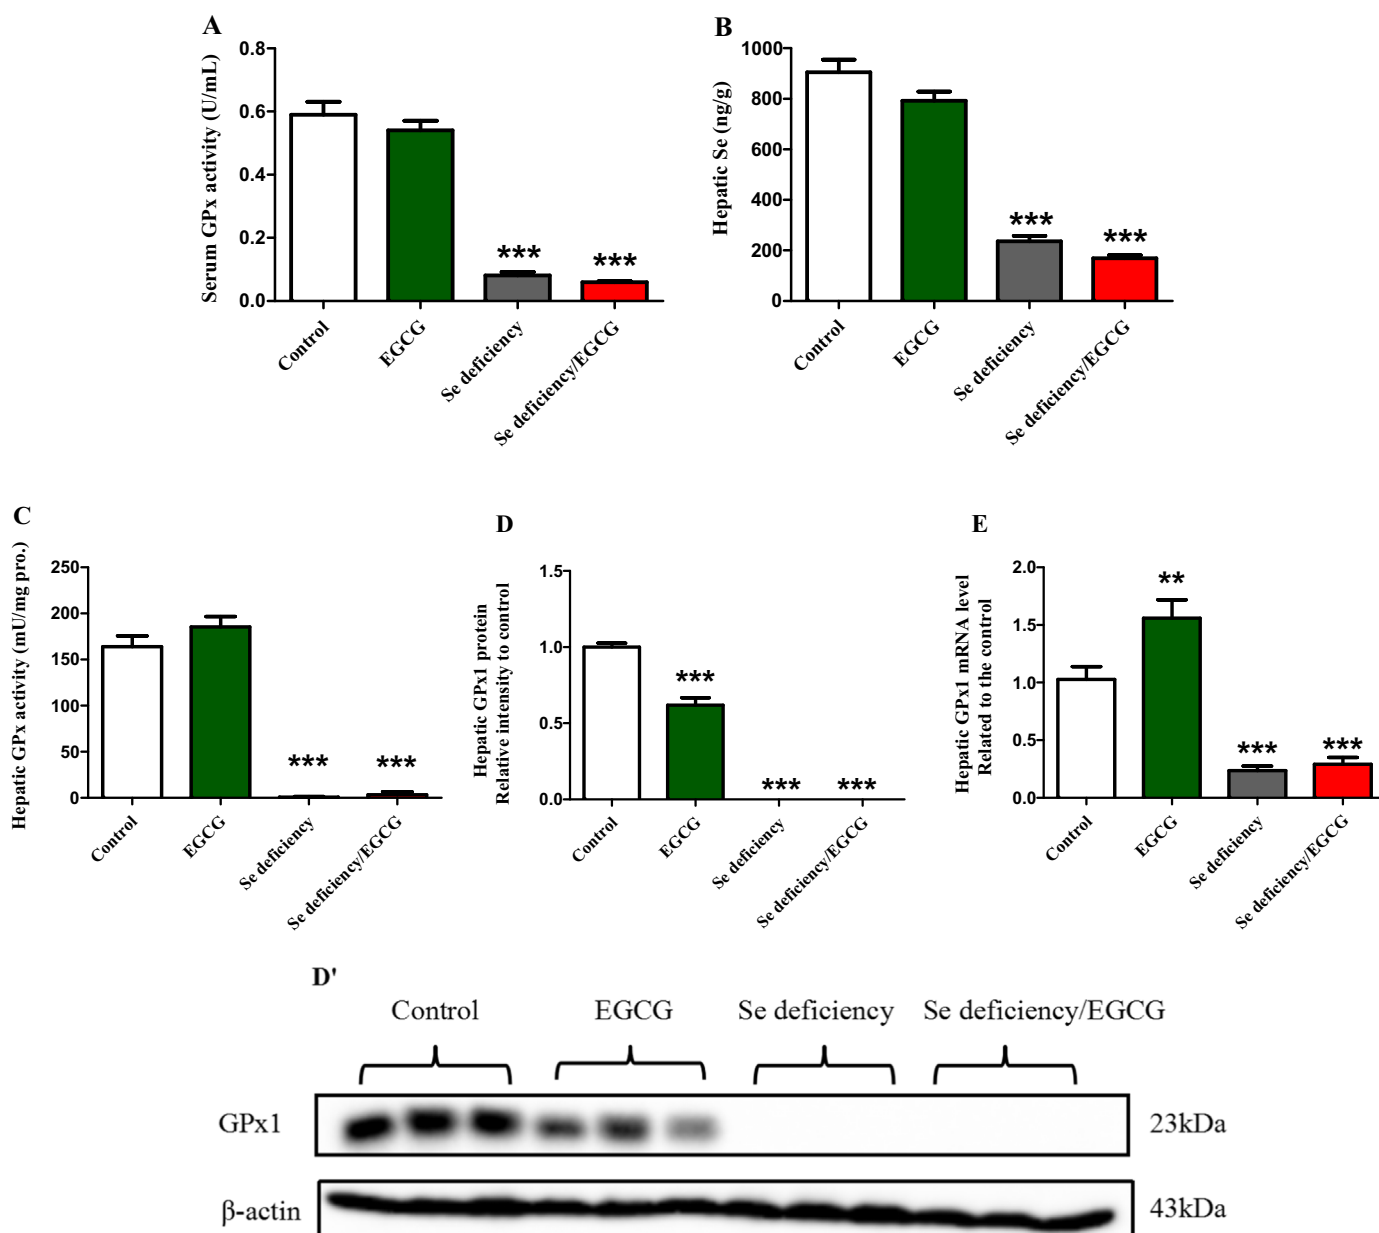 A
Serum GPx activity (U/mL)
0.8
0.6
0.4
0.2
0.0
***
***
Control
EGCG
Se deficiency
Se deficiency/EGCG
B
Hepatic Se (ng/g)
1000
800
600
400
200
0
***
***
Control
EGCG
Se deficiency
Se deficiency/EGCG
C
Hepatic GPx activity (mU/mg pro.)
250
200
150
100
50
0
***
***
Control
EGCG
Se deficiency
Se deficiency/EGCG
D
Hepatic GPx1 protein
Relative intensity to control
1.5
1.0
0.5
0.0
***
***
***
Control
EGCG
Se deficiency
Se deficiency/EGCG
E
Hepatic GPx1 mRNA level
Related to the control
2.0
1.5
1.0
0.5
0.0
**
***
***
Control
EGCG
Se deficiency
Se deficiency/EGCG
D'
Control EGCG Se deficiency Se deficiency/EGCG
GPx1 23kDa
β-actin 43kDa